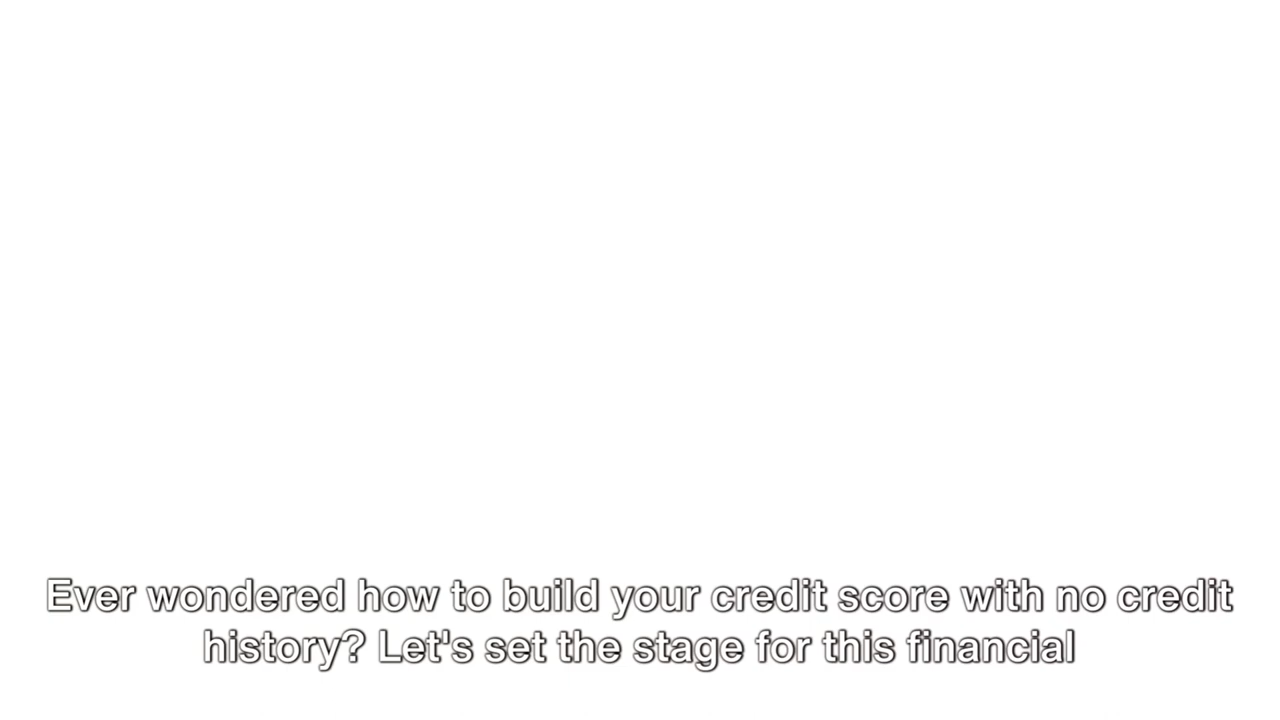 Ever wondered how to build your credit score with no credit
history? Let's set the stage for this financial